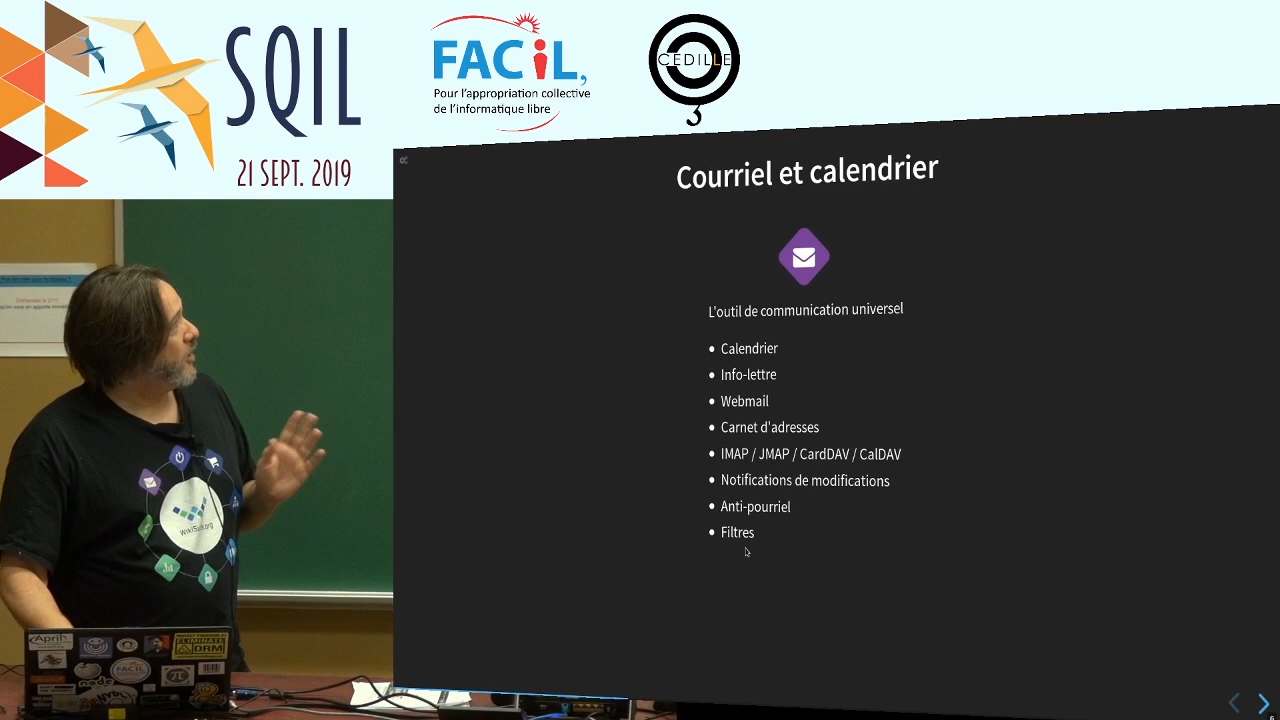 SQIL
21 SEPT. 2019
FACiL,
Pour l'appropriation collective
de l'informatique libre
CEDILLE
Courriel et calendrier
L'outil de communication universel
• Calendrier
• Info-lettre
• Webmail
• Carnet d'adresses
• IMAP / JMAP / CardDAV / CalDAV
• Notifications de modifications
• Anti-pourriel
• Filtres
WikiSuite.org
April
ELIMINATE
DRM
FACiL
node